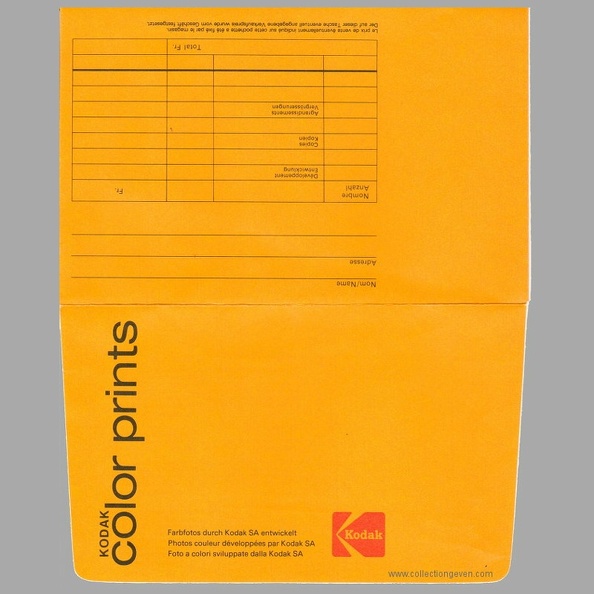 Der auf dieser Tasche eventuell angegebene Verkaufspreis wurde vom Geschäft festgesetzt.
Le prix de vente éventuellement indiqué sur cette pochette a été fixé par le magasin.
Total Fr.
Vergrösserungen
Agrandissements
Kopien
Copies
Entwicklung
Développement
Fr.
Anzahl
Nombre
Adresse
Nom/Name
KODAK
color prints
Farbfotos durch Kodak SA entwickelt
Photos couleur développées par Kodak SA
Foto a colori sviluppate dalla Kodak SA
Kodak
www.collectiongeven.com